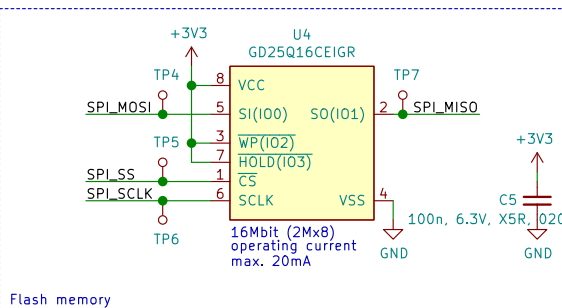 U4
GD25Q16CEIGR
+3V3
TP4
TP7
8
VCC
SPI_MOSI
5
SI(IO0)
SO(IO1)
2
SPI_MISO
TP5
3
WP(IO2)
+3V3
7
HOLD(IO3)
SPI_SS
1
CS
SPI_SCLK
6
SCLK
VSS
4
C5
100n, 6.3V, X5R, 020
TP6
16Mbit (2Mx8)
operating current
max. 20mA
GND
GND
Flash memory